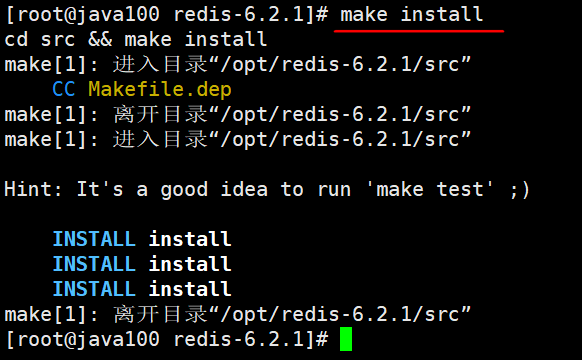 [root@java100 redis-6.2.1]# make install
cd src && make install
make[1]: 进入目录“/opt/redis-6.2.1/src”
    CC Makefile.dep
make[1]: 离开目录“/opt/redis-6.2.1/src”
make[1]: 进入目录“/opt/redis-6.2.1/src”
Hint: It's a good idea to run 'make test' ;)
    INSTALL install
    INSTALL install
    INSTALL install
make[1]: 离开目录“/opt/redis-6.2.1/src”
[root@java100 redis-6.2.1]#